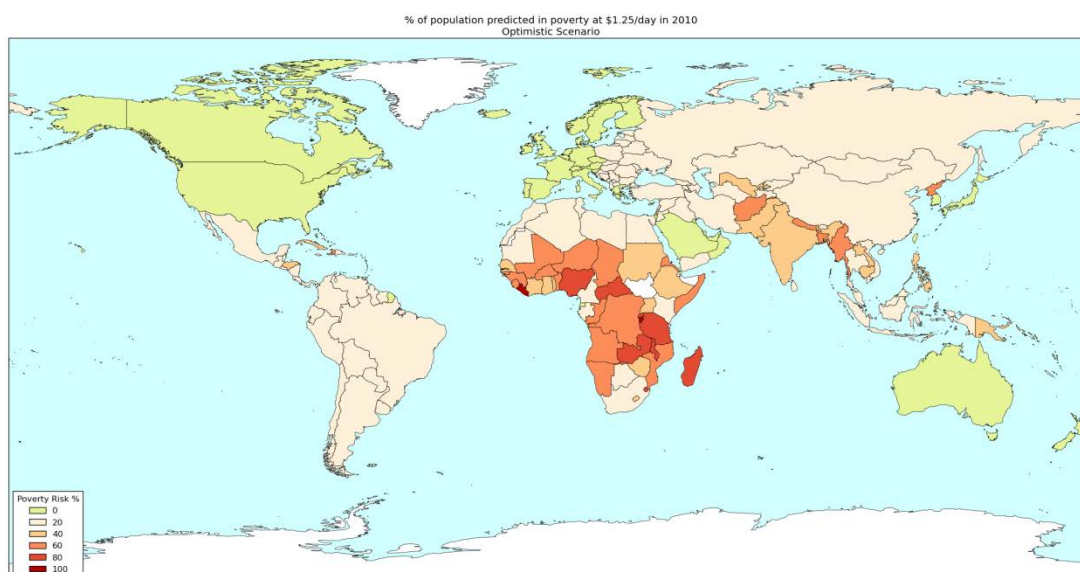 % of population predicted in poverty at $1.25/day in 2010
Optimistic Scenario
Poverty Risk %
0
20
40
60
80
100